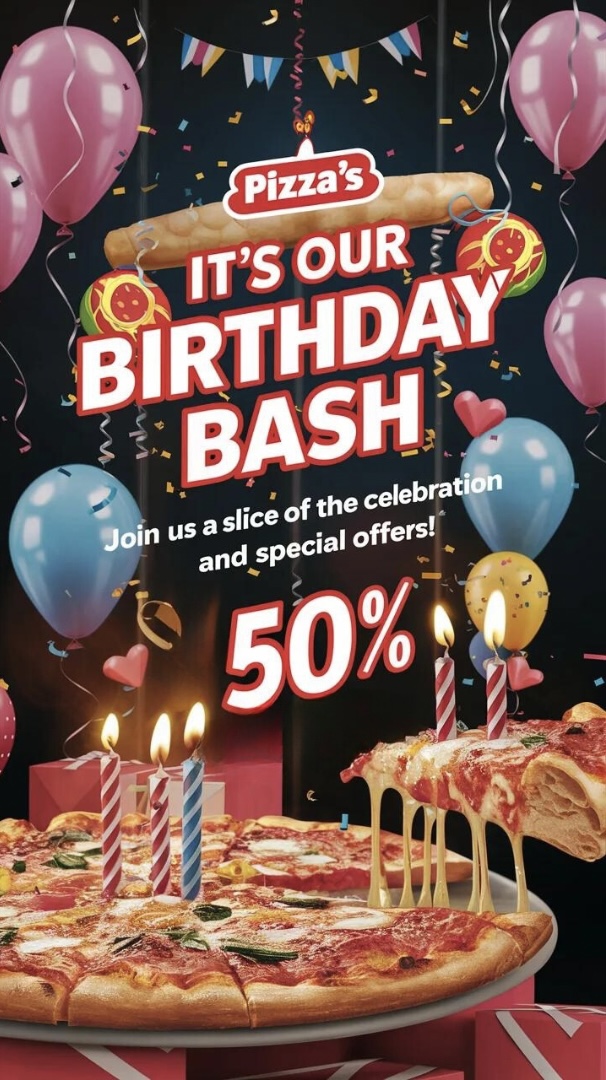 Pizza's
IT'S OUR
BIRTHDAY
BASH
Join us a slice of the celebration
and special offers!
50%